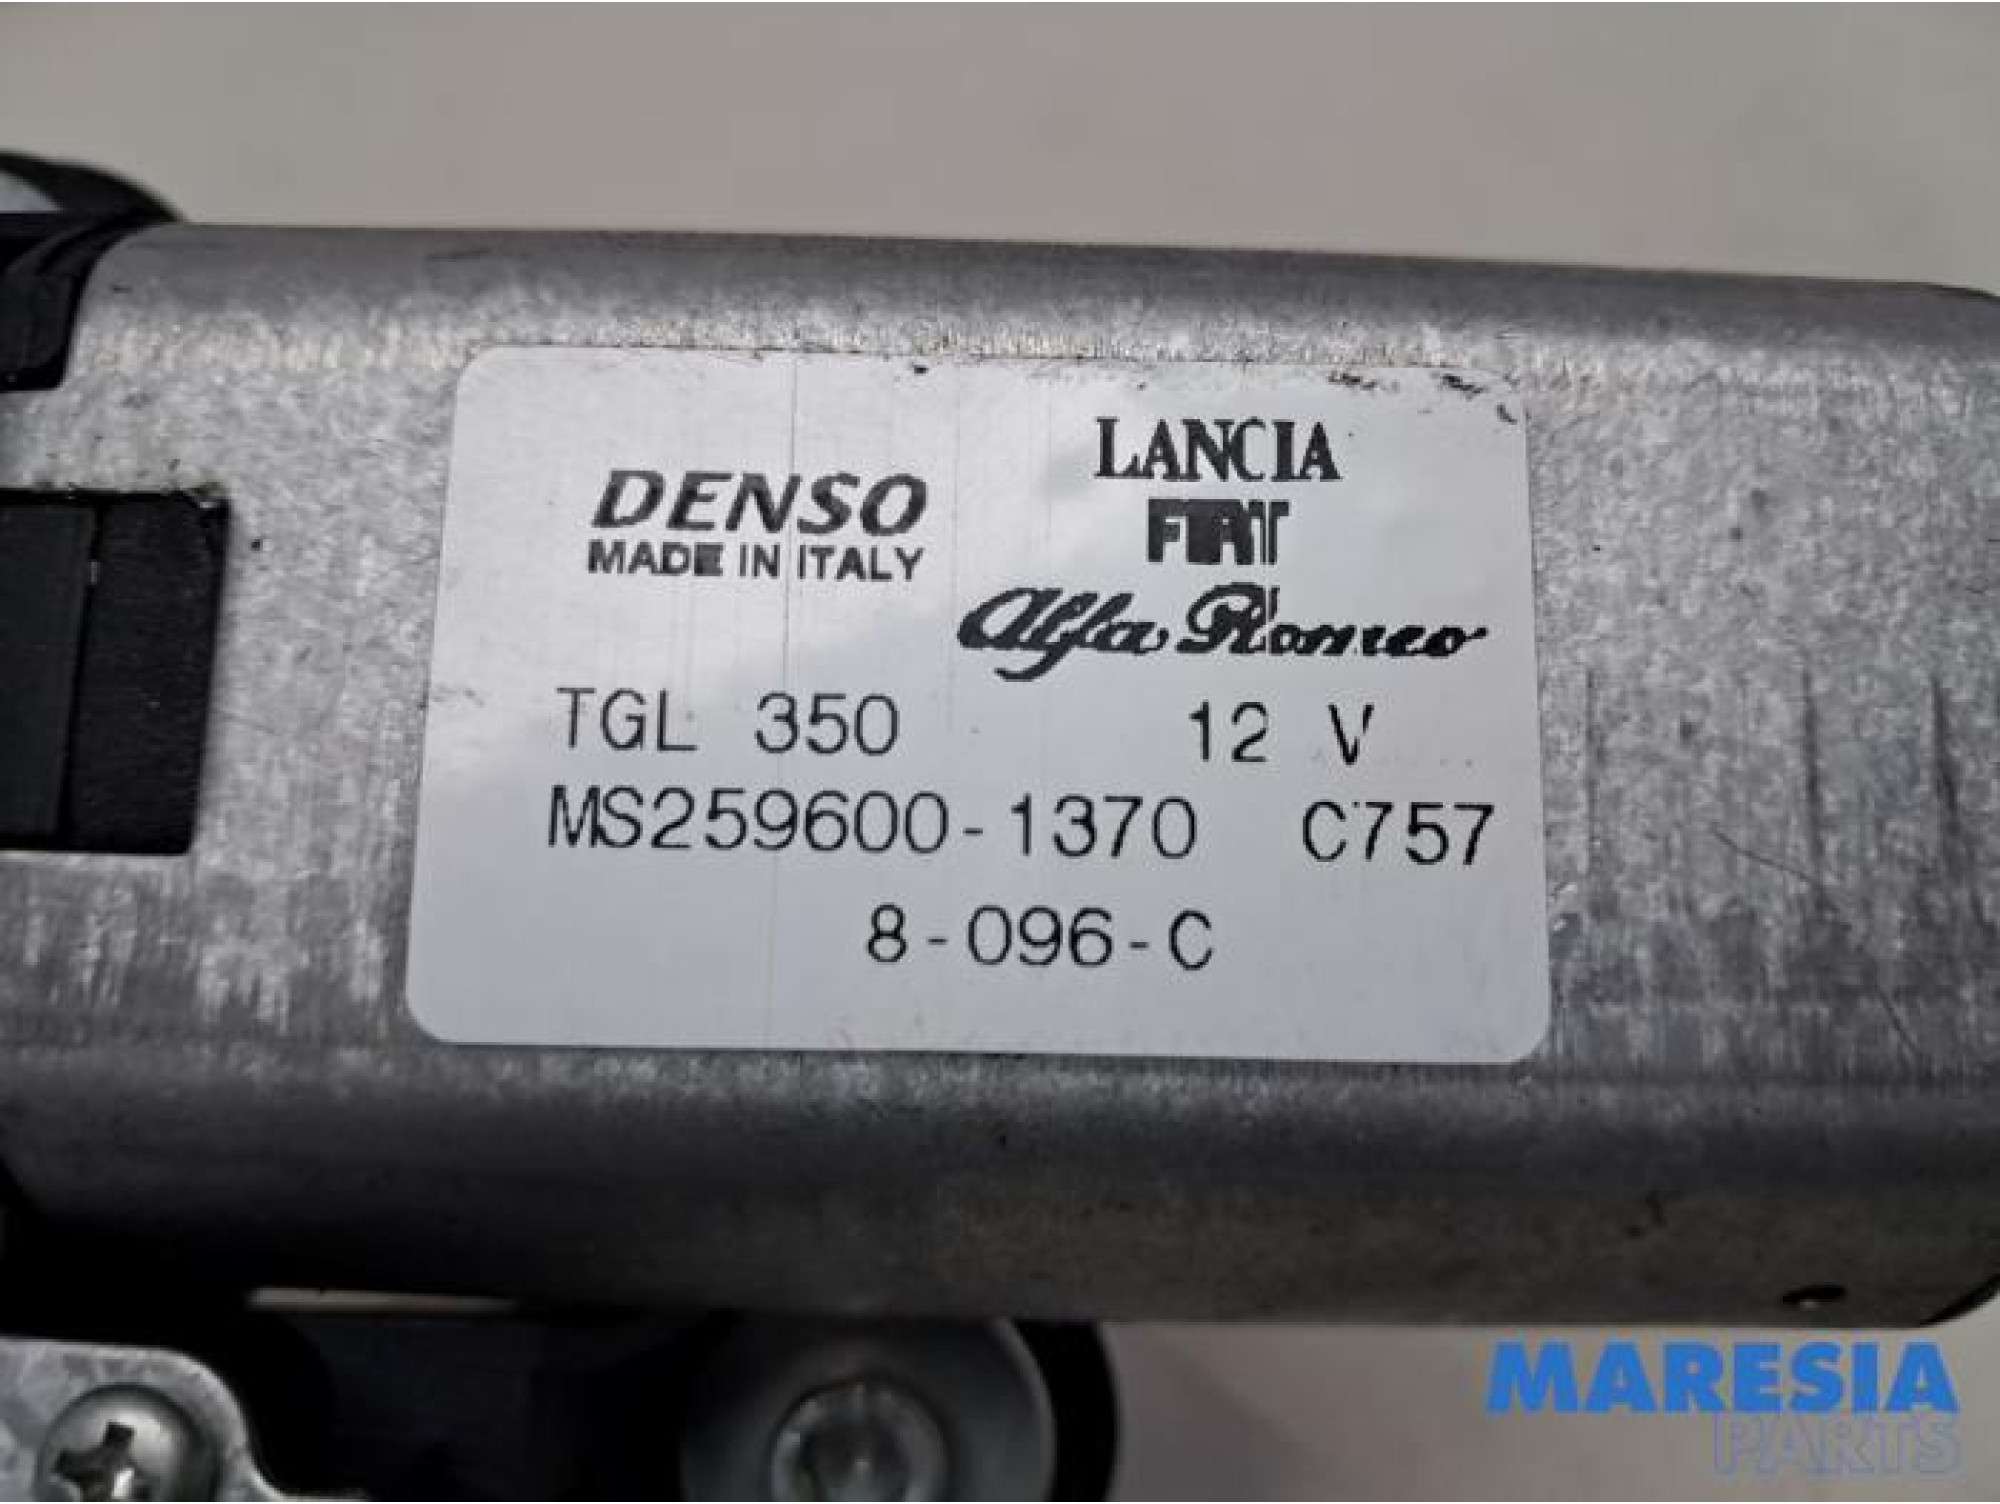 LANCIA
DENSO
FIAT
MADE IN ITALY
Alfa Romeo
TGL 350 12 V
MS259600-1370 C757
8-096-C
MARESIA
PARTS